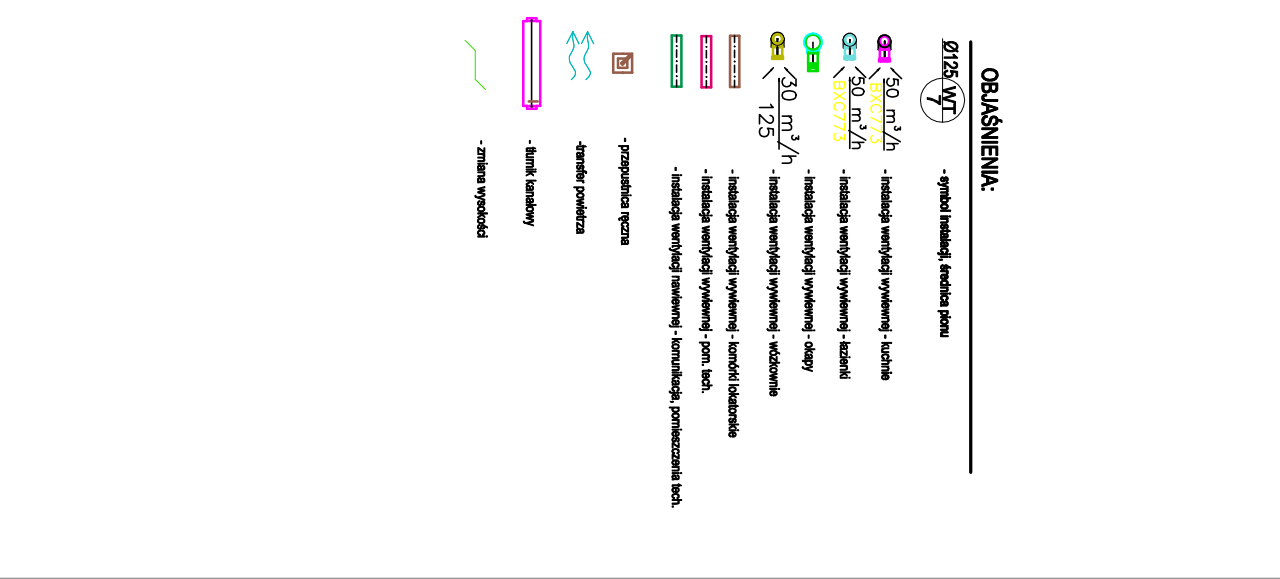 OBJAŚNIENIA:
Ø125 WT
7
- symbol instalacji, średnica pionu
50 m³/h
BXC773
- instalacja wentylacji wywiewnej - kuchnie
50 m³/h
BXC773
- instalacja wentylacji wywiewnej - łazienki
- instalacja wentylacji wywiewnej - okapy
30 m³/h
125
- instalacja wentylacji wywiewnej - wózkownie
- instalacja wentylacji wywiewnej - komórki lokatorskie
- instalacja wentylacji wywiewnej - pom. tech.
- instalacja wentylacji nawiewnej - komunikacja, pomieszczenia tech.
- przepustnica ręczna
-transfer powietrza
- tłumik kanałowy
- zmiana wysokości